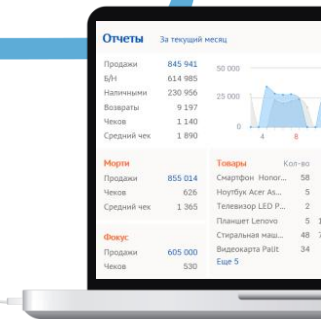 Отчеты За текущий месяц
Продажи 845 941
Б/Н 614 985
Наличными 230 956
Возвраты 9 197
Чеков 1 140
Средний чек 1 890
50 000
25 000
0
4 8
Морти
Продажи 855 014
Чеков 626
Средний чек 1 365
Фокус
Продажи 605 000
Чеков 530
Товары Кол-во
Смартфон Honor... 58
Ноутбук Acer As... 5
Телевизор LED P... 2
Планшет Lenovo 5 1
Стиральная маш... 48 7
Видеокарта Palit 34
Еще 5